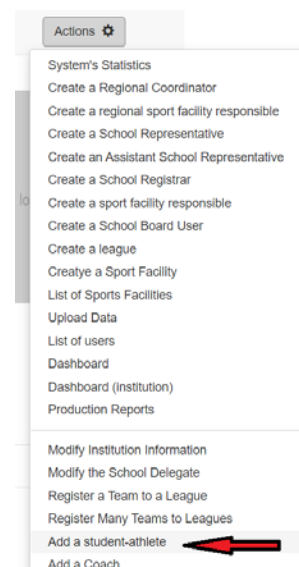 Actions
System's Statistics
Create a Regional Coordinator
Create a regional sport facility responsible
Create a School Representative
Create an Assistant School Representative
Create a School Registrar
Create a sport facility responsible
Create a School Board User
Create a league
Creatye a Sport Facility
List of Sports Facilities
Upload Data
List of users
Dashboard
Dashboard (institution)
Production Reports
Modify Institution Information
Modify the School Delegate
Register a Team to a League
Register Many Teams to Leagues
Add a student-athlete
Add a Coach